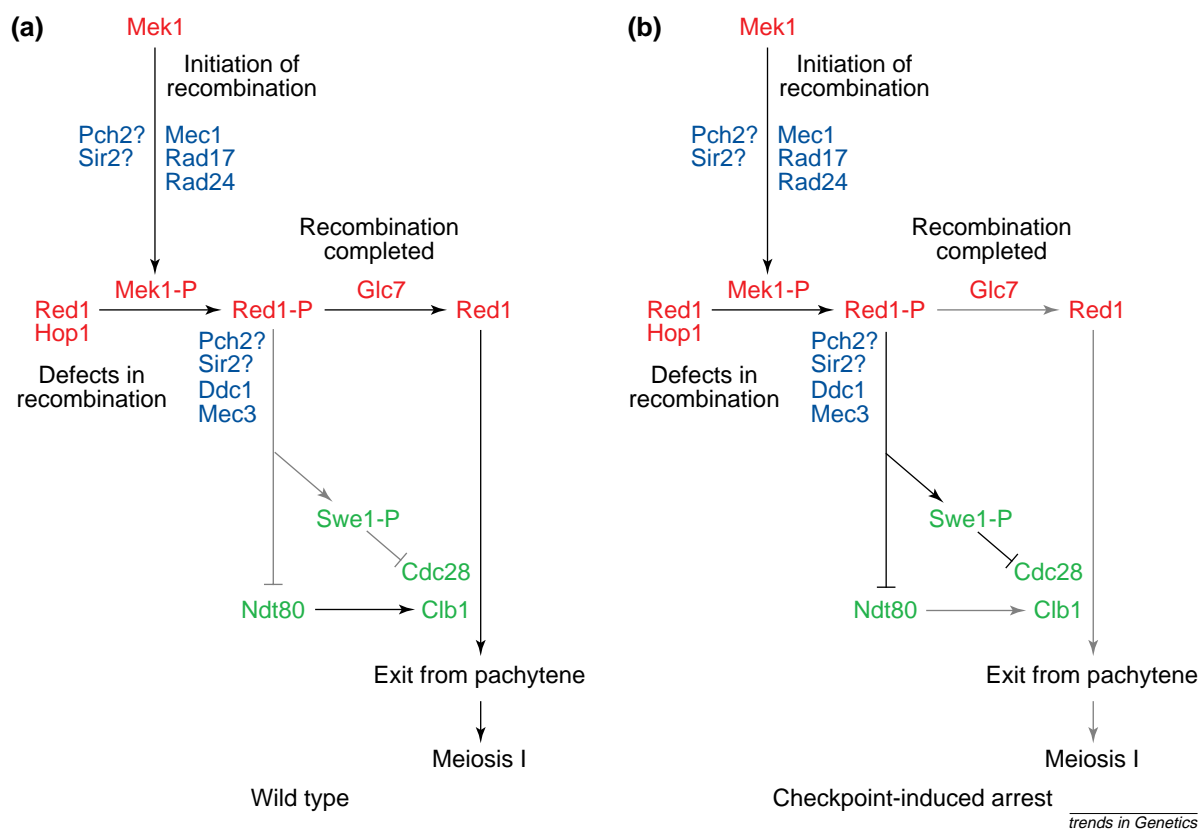 (a)
Mek1
Initiation of
recombination
Pch2?
Sir2?
Mec1
Rad17
Rad24
Recombination
completed
Mek1-P
Glc7
Red1
Hop1
Red1-P
Red1
Defects in
recombination
Pch2?
Sir2?
Ddc1
Mec3
Swe1-P
Cdc28
Ndt80
Clb1
Exit from pachytene
Meiosis I
Wild type
(b)
Mek1
Initiation of
recombination
Pch2?
Sir2?
Mec1
Rad17
Rad24
Recombination
completed
Mek1-P
Glc7
Red1
Hop1
Red1-P
Red1
Defects in
recombination
Pch2?
Sir2?
Ddc1
Mec3
Swe1-P
Cdc28
Ndt80
Clb1
Exit from pachytene
Meiosis I
Checkpoint-induced arrest
trends in Genetics